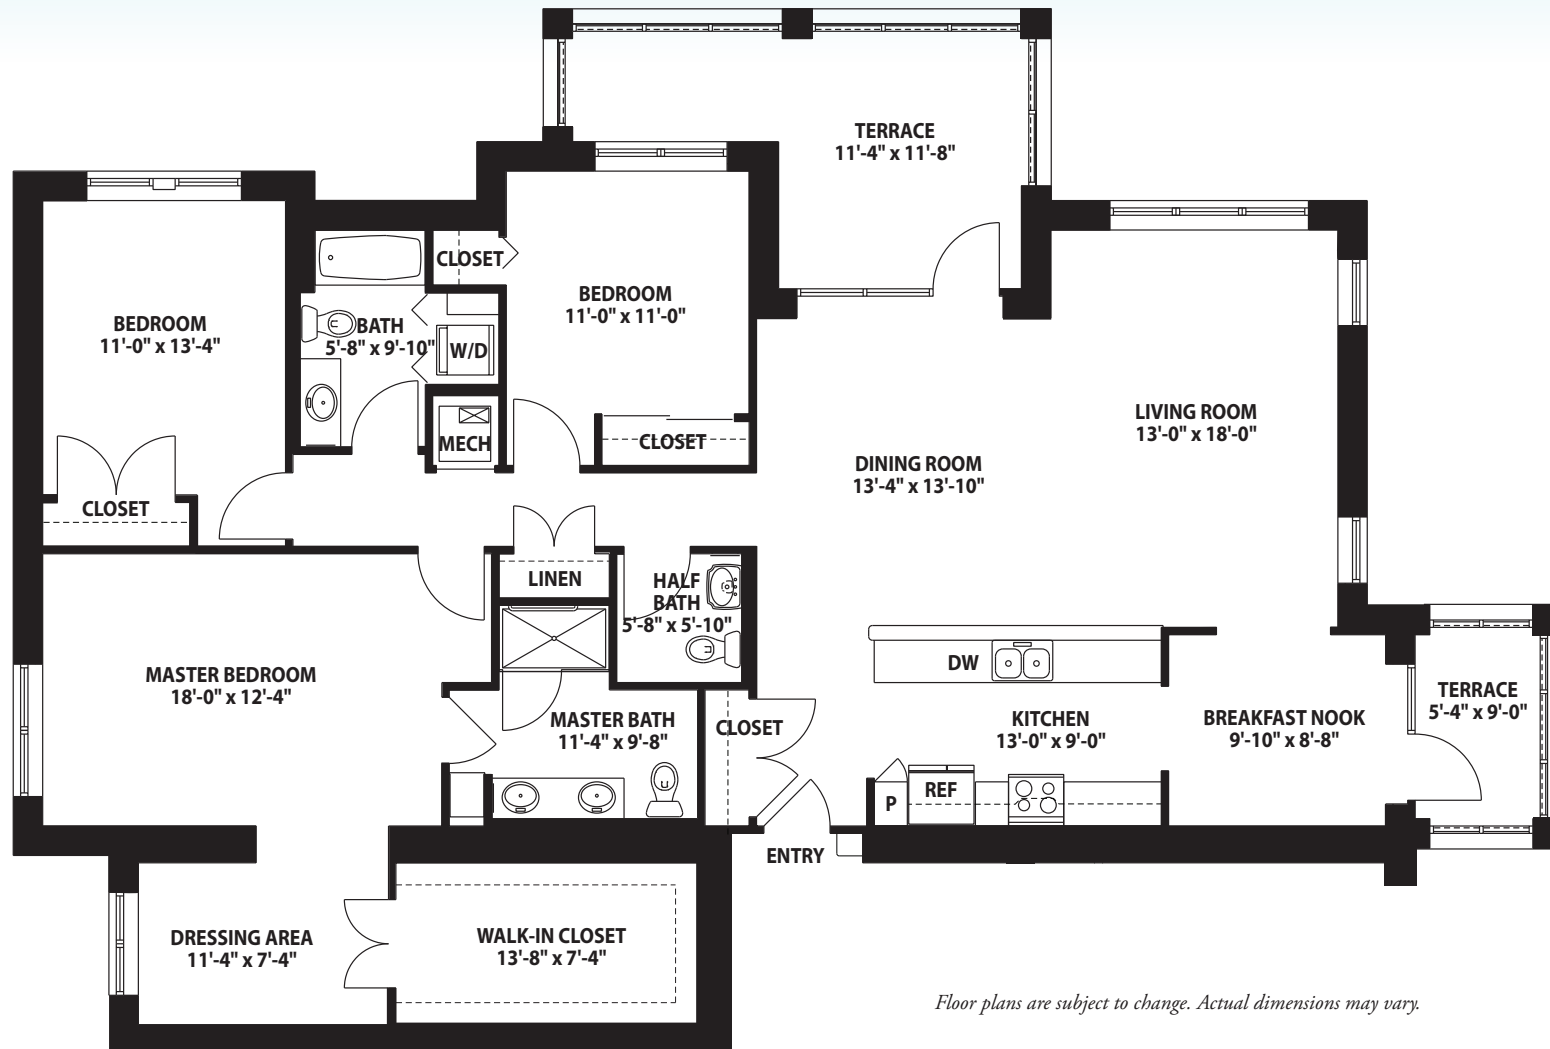 TERRACE
11'-4" x 11'-8"
CLOSET
BEDROOM
11'-0" x 11'-0"
BEDROOM
11'-0" x 13'-4"
BATH
5'-8" x 9'-10"
W/D
MECH
CLOSET
LIVING ROOM
13'-0" x 18'-0"
DINING ROOM
13'-4" x 13'-10"
CLOSET
LINEN
HALF
BATH
5'-8" x 5'-10"
MASTER BEDROOM
18'-0" x 12'-4"
MASTER BATH
11'-4" x 9'-8"
CLOSET
DW
KITCHEN
13'-0" x 9'-0"
BREAKFAST NOOK
9'-10" x 8'-8"
TERRACE
5'-4" x 9'-0"
P
REF
ENTRY
DRESSING AREA
11'-4" x 7'-4"
WALK-IN CLOSET
13'-8" x 7'-4"
Floor plans are subject to change. Actual dimensions may vary.